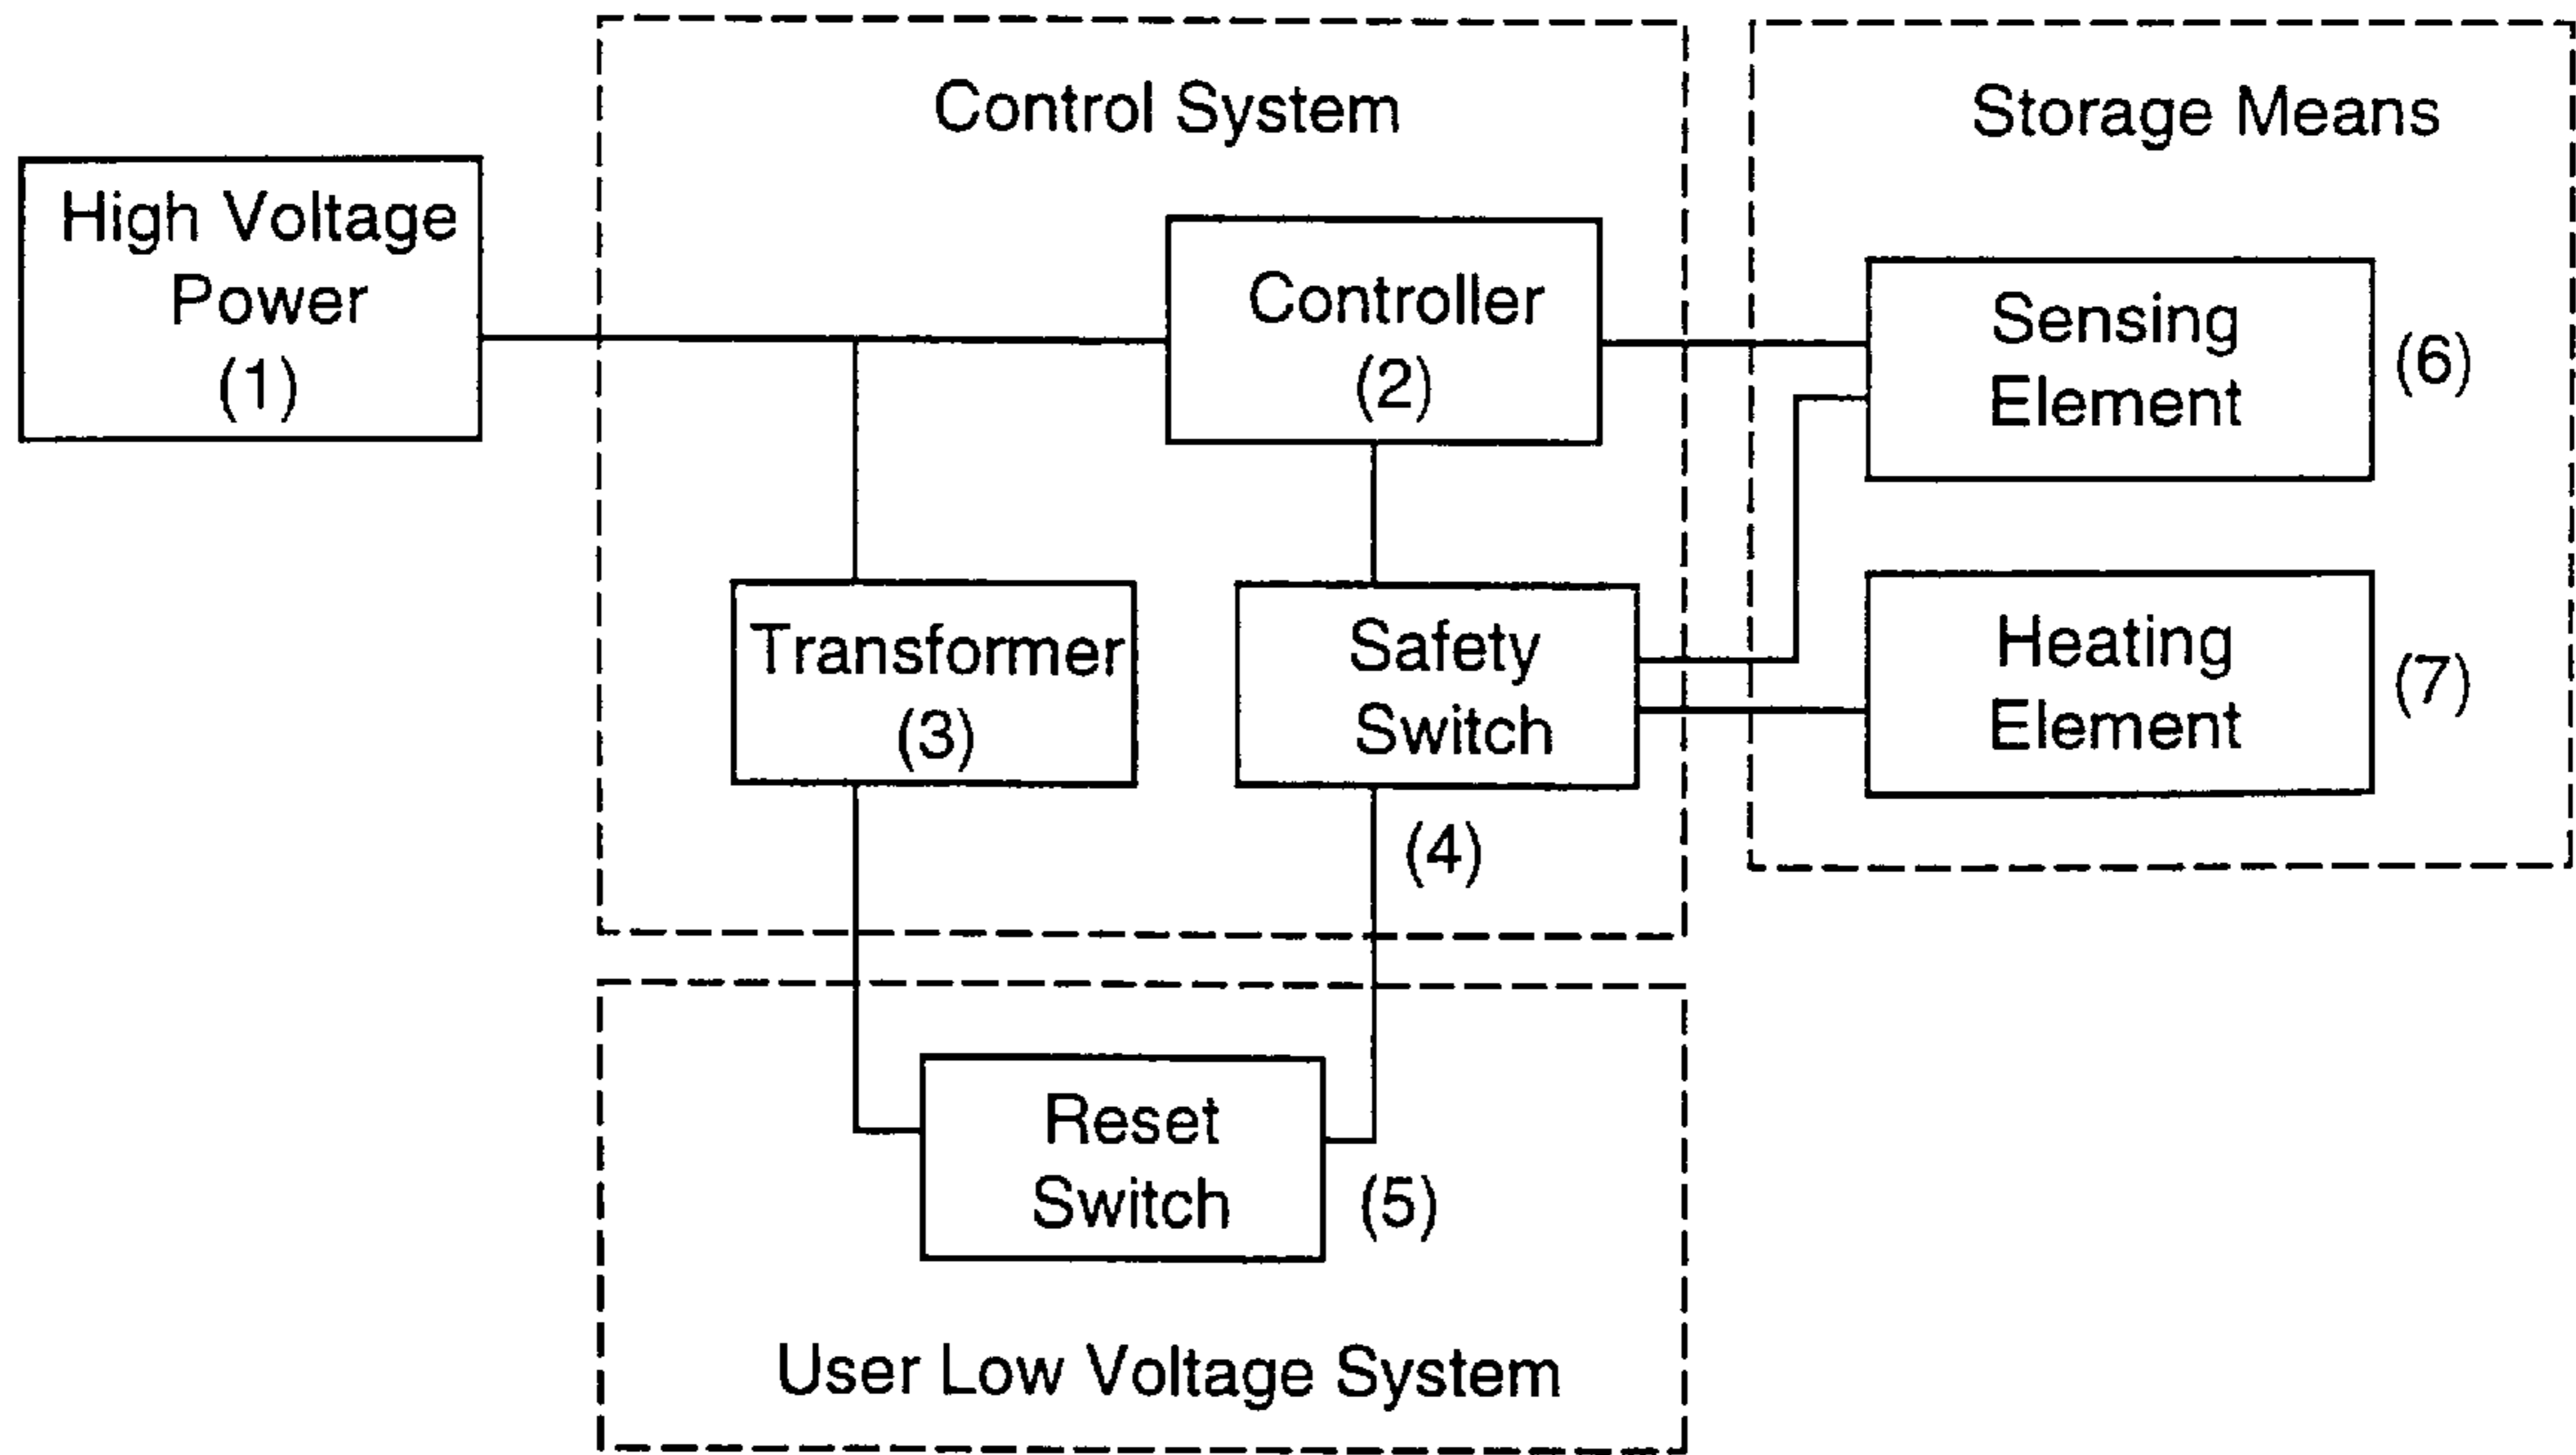 Control System
Storage Means
High Voltage
Power
(1)
Controller
(2)
Sensing
Element
(6)
Transformer
(3)
Safety
Switch
(4)
Heating
Element
(7)
Reset
Switch
(5)
User Low Voltage System